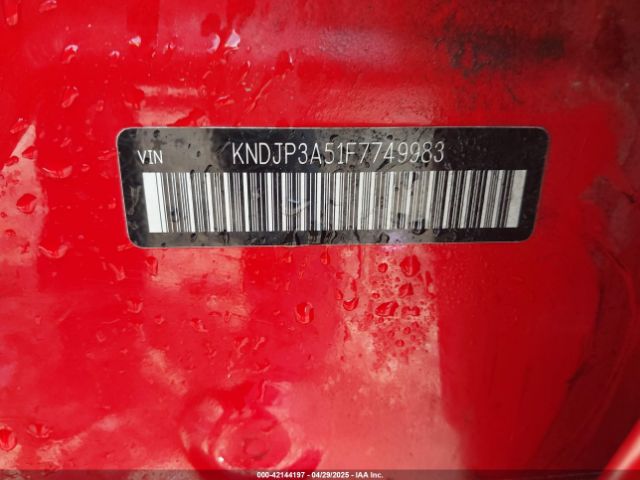 VIN KNDJP3A51F7749983
000-42144197 - 04/29/2025 - IAA Inc.